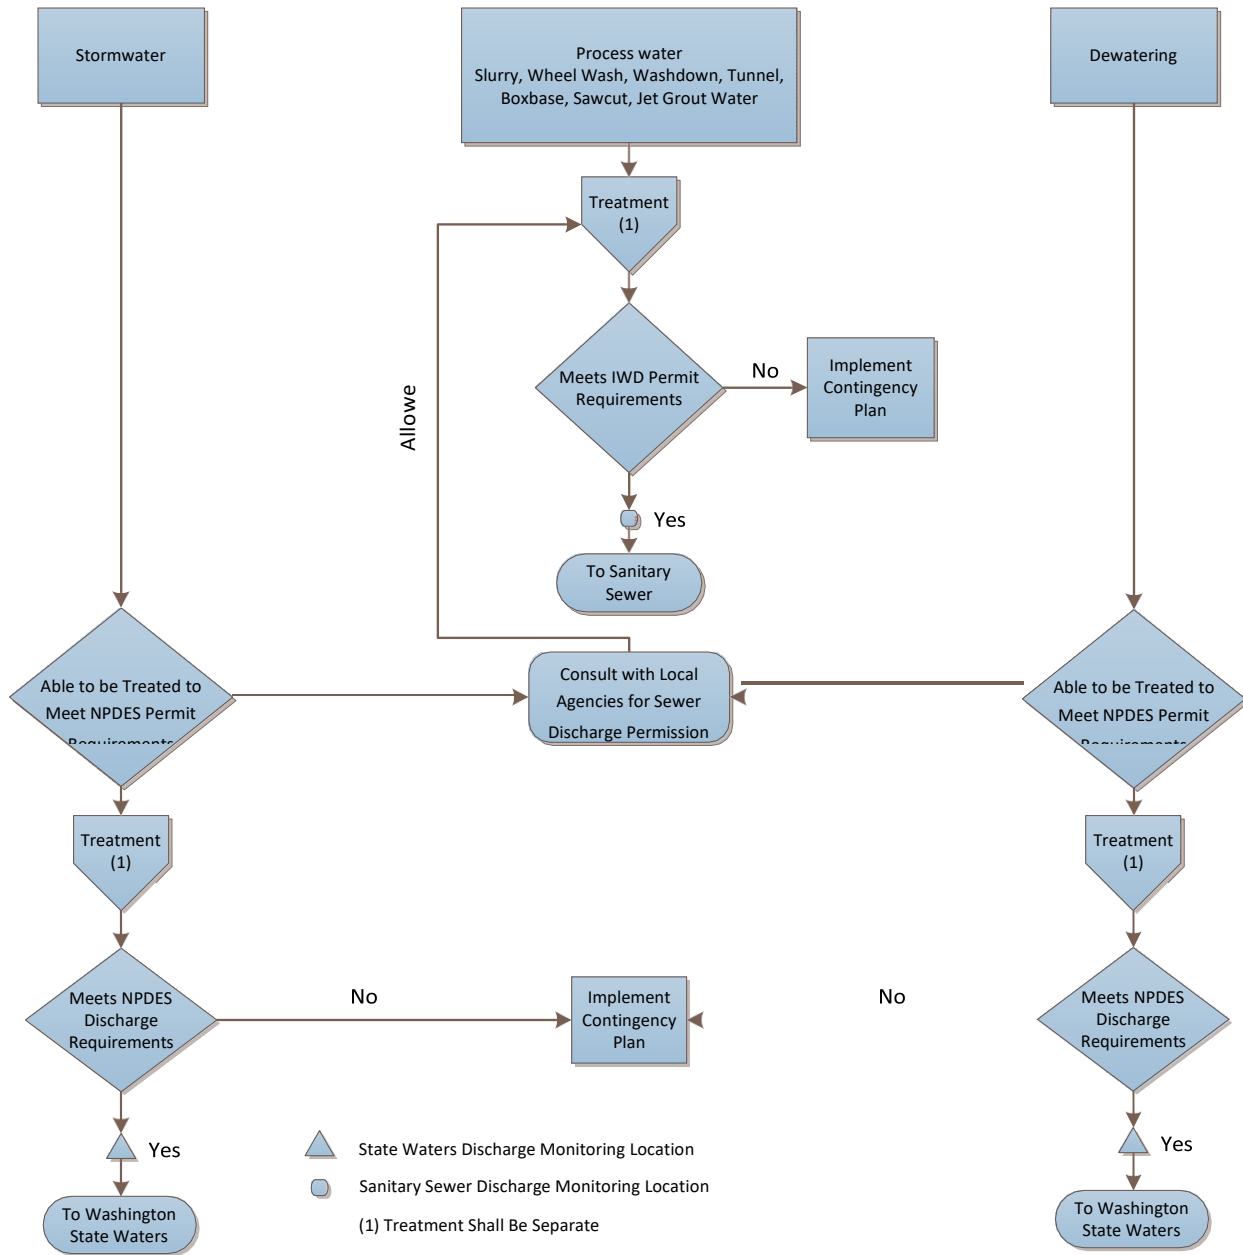 Stormwater
Process water
Slurry, Wheel Wash, Washdown, Tunnel,
Boxbase, Sawcut, Jet Grout Water
Dewatering
Treatment
(1)
Meets IWD Permit
Requirements
No
Implement
Contingency
Plan
Allowe
Yes
To Sanitary
Sewer
Able to be Treated to
Meet NPDES Permit
Requirements
Consult with Local
Agencies for Sewer
Discharge Permission
Able to be Treated to
Meet NPDES Permit
Requirements
Treatment
(1)
Treatment
(1)
Meets NPDES
Discharge
Requirements
No
Implement
Contingency
Plan
No
Meets NPDES
Discharge
Requirements
Yes
State Waters Discharge Monitoring Location
Yes
Sanitary Sewer Discharge Monitoring Location
(1) Treatment Shall Be Separate
To Washington
State Waters
To Washington
State Waters